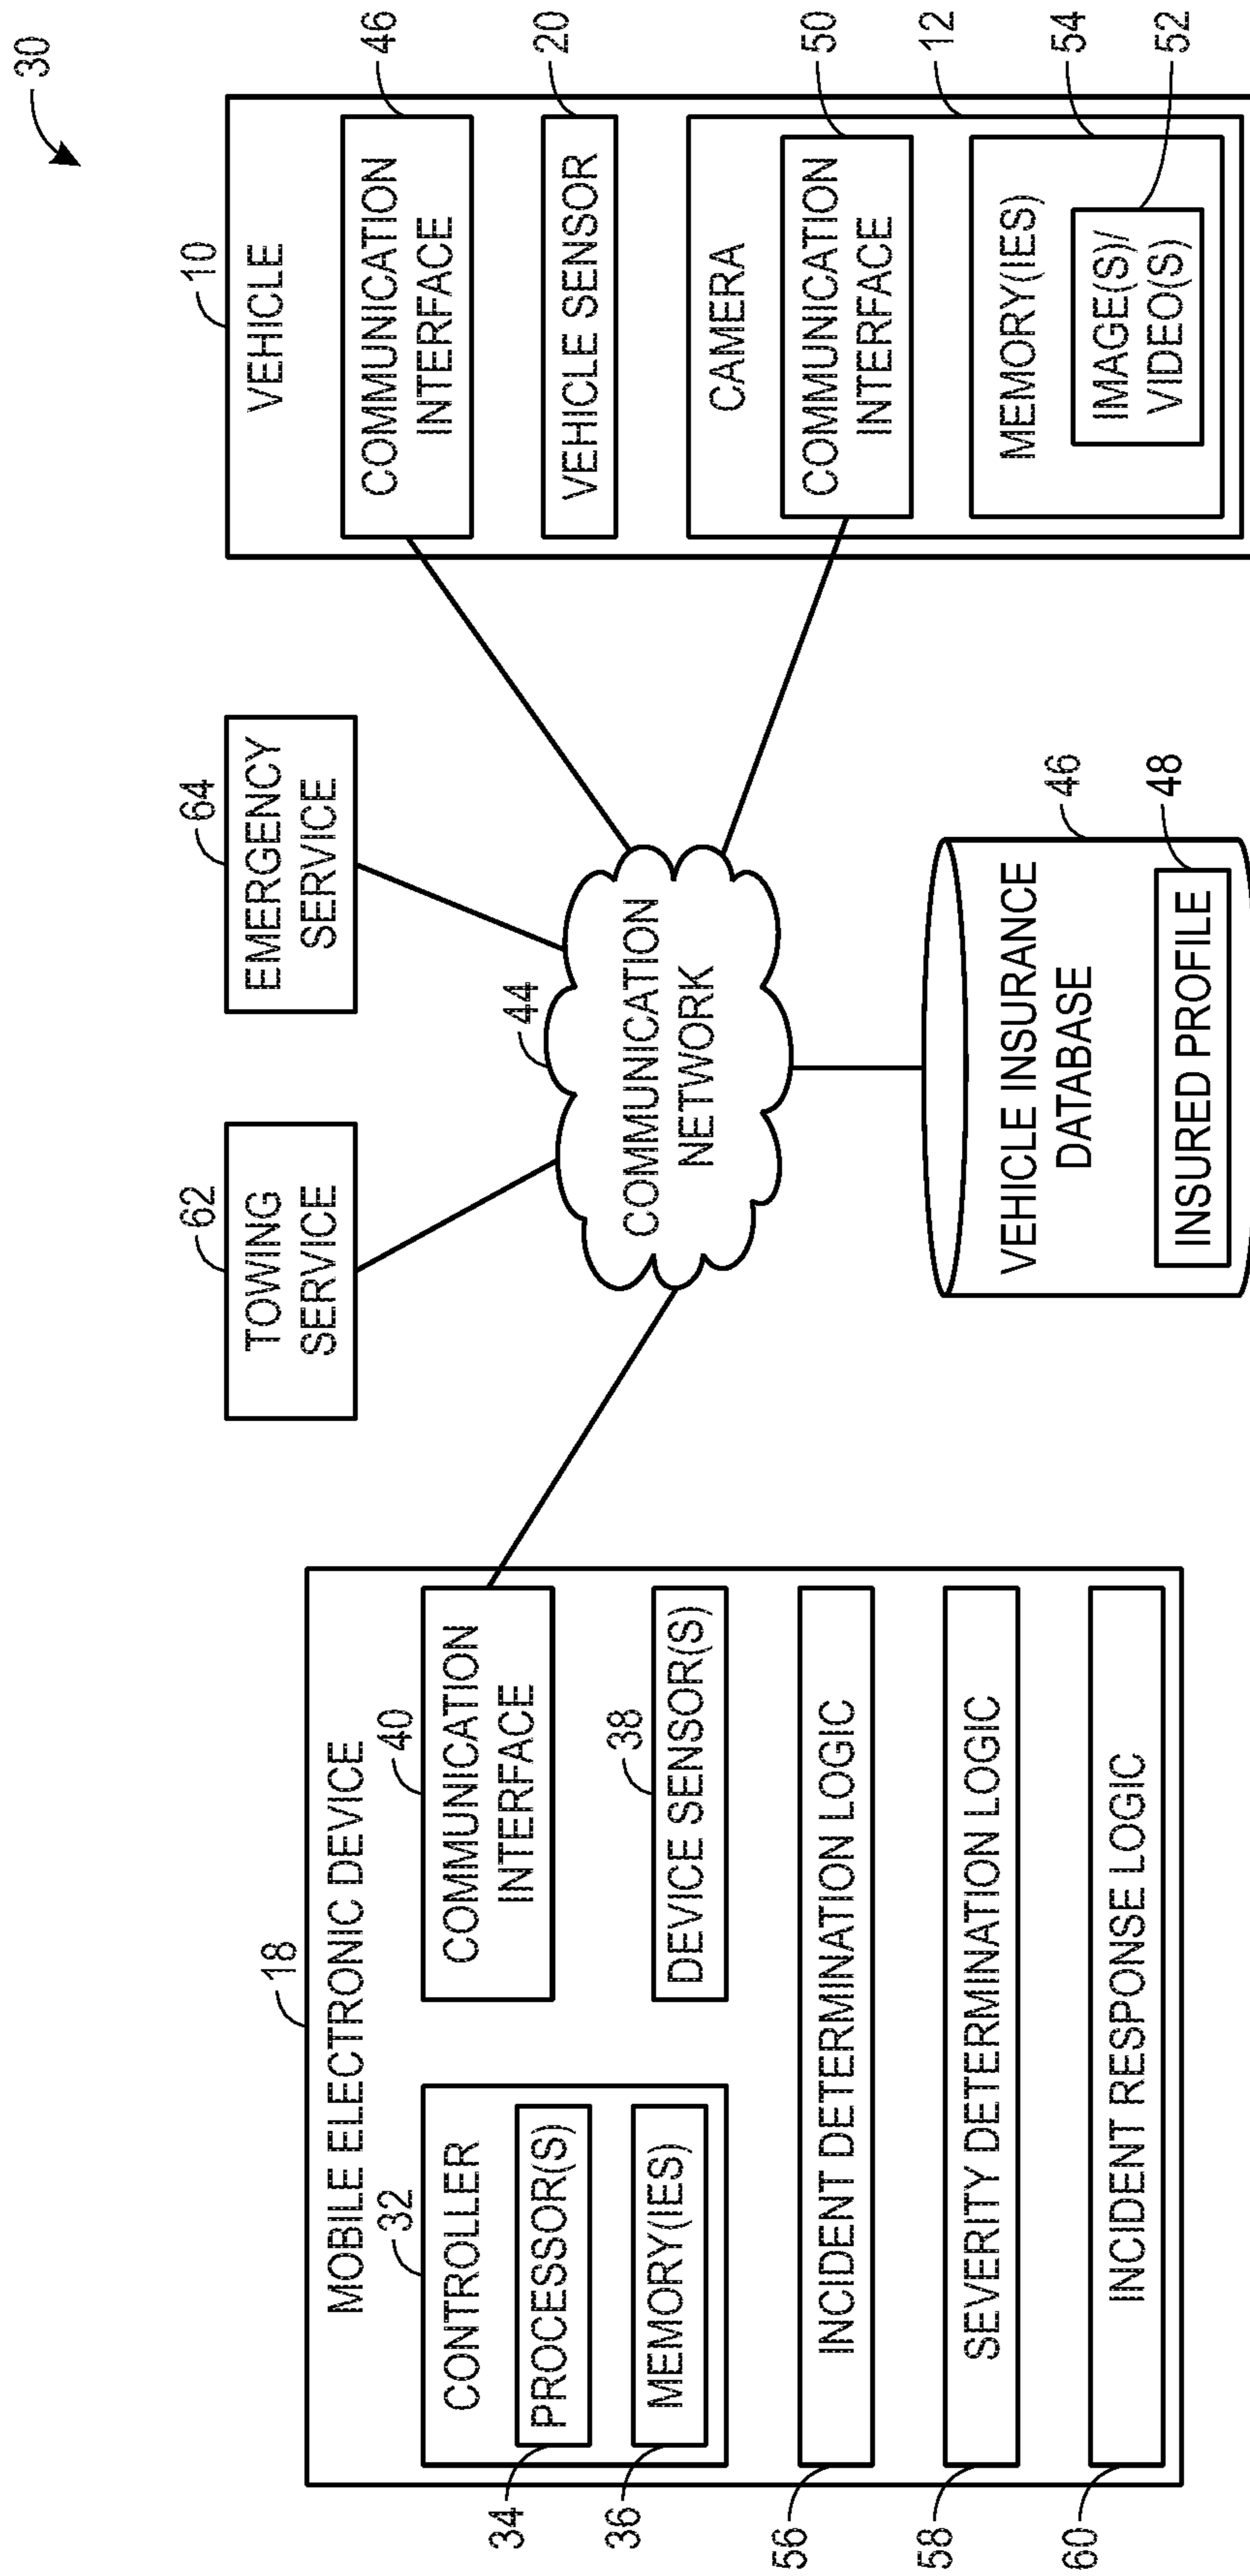 30
18
MOBILE ELECTRONIC DEVICE
32
CONTROLLER
34
PROCESSOR(S)
36
MEMORY(IES)
40
COMMUNICATION
INTERFACE
38
DEVICE SENSOR(S)
56
INCIDENT DETERMINATION LOGIC
58
SEVERITY DETERMINATION LOGIC
60
INCIDENT RESPONSE LOGIC
62
TOWING
SERVICE
64
EMERGENCY
SERVICE
44
COMMUNICATION
NETWORK
VEHICLE INSURANCE
DATABASE
46
INSURED PROFILE
48
10
VEHICLE
COMMUNICATION
INTERFACE
46
VEHICLE SENSOR
20
CAMERA
COMMUNICATION
INTERFACE
50
12
MEMORY(IES)
54
IMAGE(S)/
VIDEO(S)
52